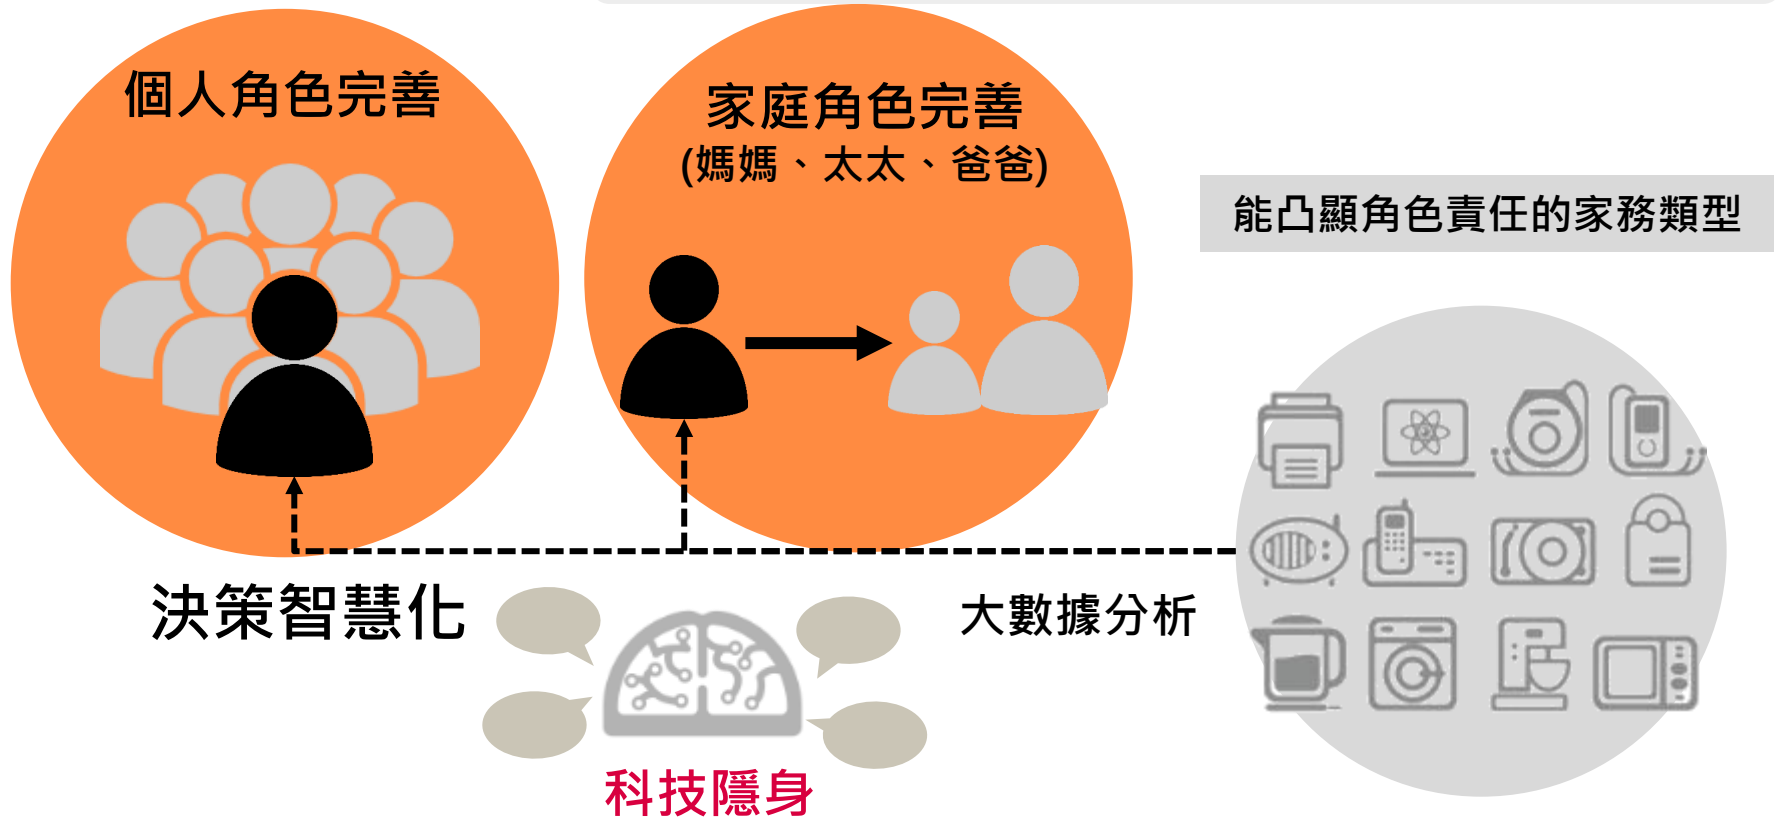 個人角色完善
家庭角色完善
(媽媽、太太、爸爸)
能凸顯角色責任的家務類型
決策智慧化
大數據分析
科技隱身